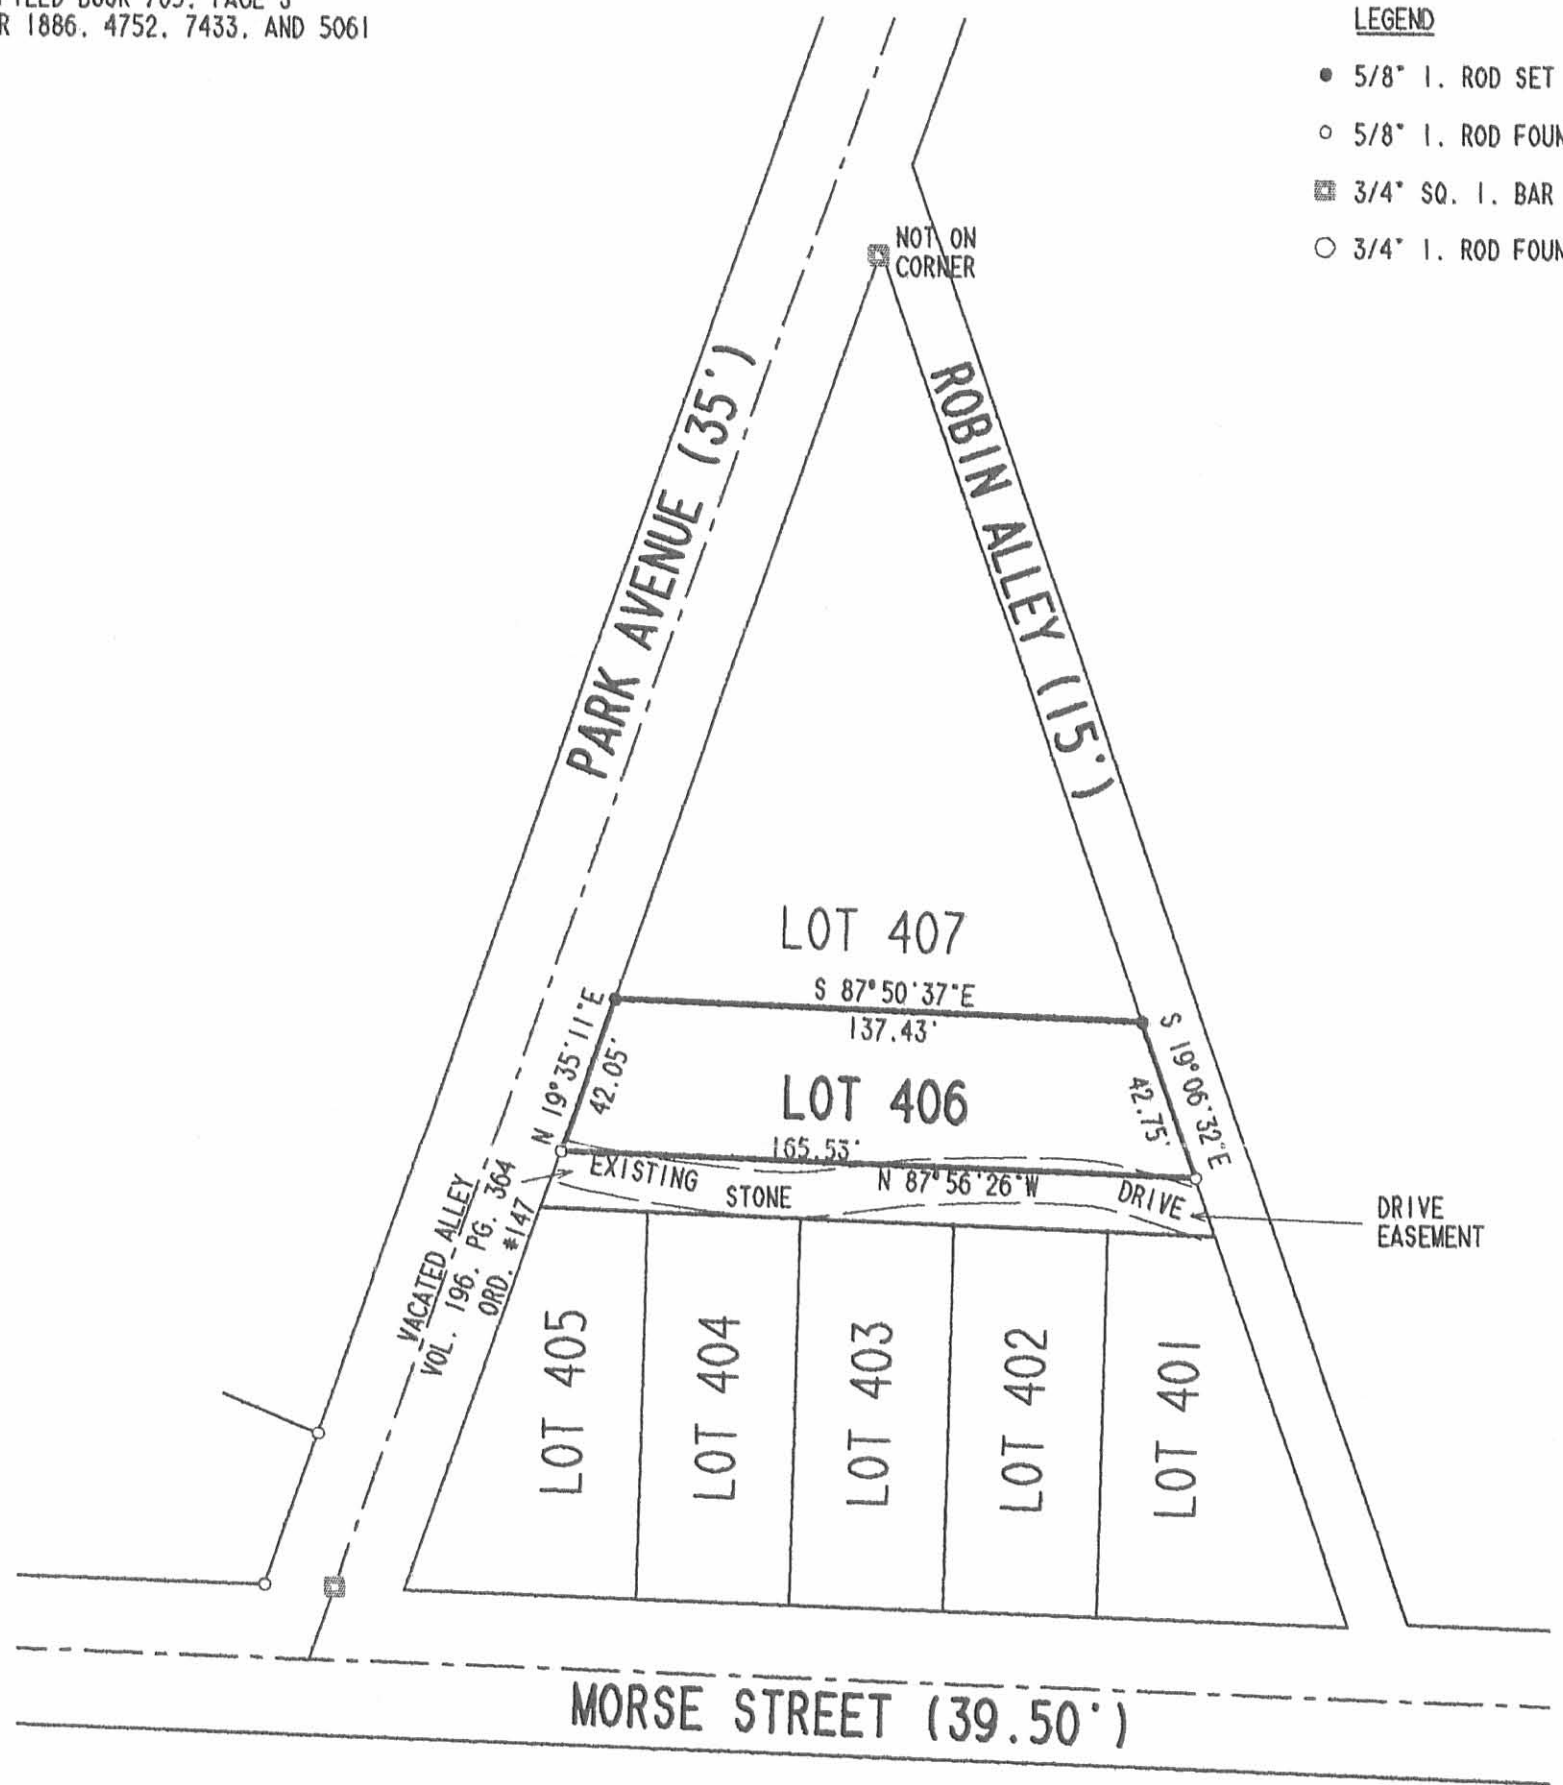 R 1886. 4752. 7433. AND 5061
LEGEND
5/8" I. ROD SET
5/8" I. ROD
3/4" SQ. I. BAR
3/4" I. ROD
NOT ON
CORNER
PARK AVENUE (35')
ROBIN ALLEY (15')
LOT 407
S 87°50'37"E
137.43'
N 19°35'11"E
42.05'
S 19°06'32"E
42.75'
LOT 406
165.53'
N 87°56'26"W
EXISTING
STONE
DRIVE
DRIVE
EASEMENT
VACATED ALLEY
VOL. 196. PG. 364
ORD. #147
LOT 405
LOT 404
LOT 403
LOT 402
LOT 401
MORSE STREET (39.50')